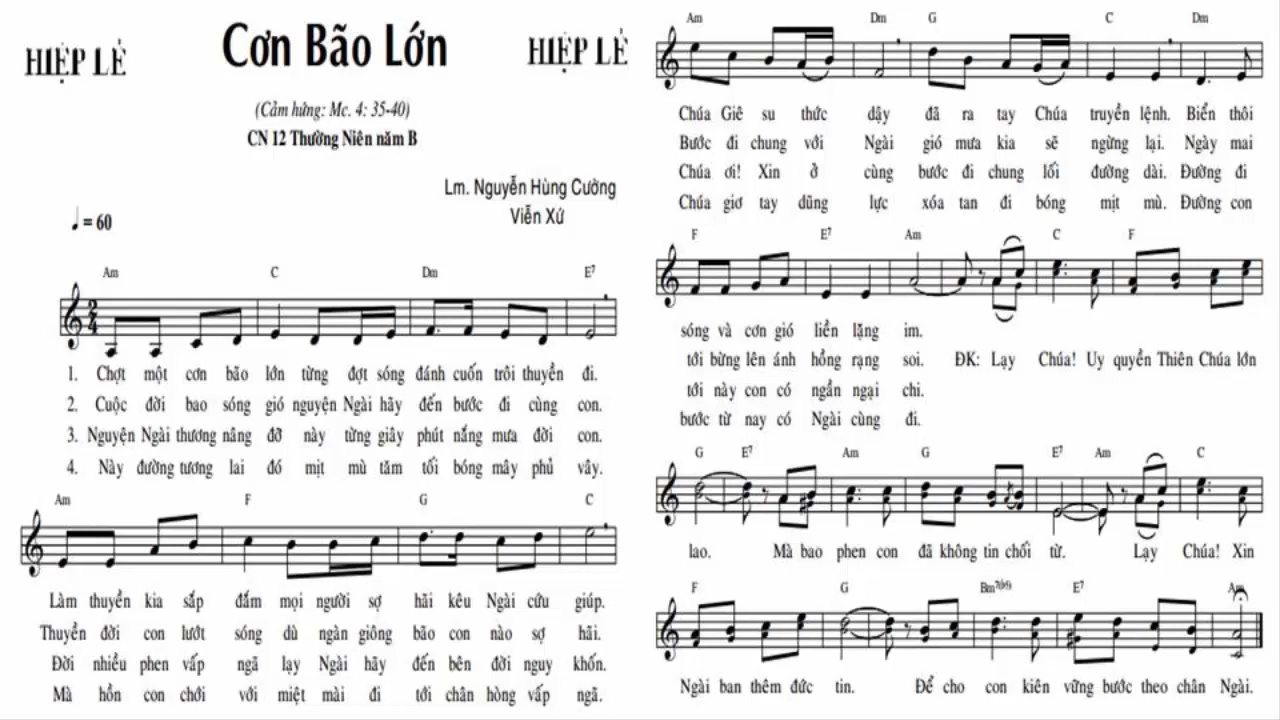 HIỆP LỄ
Cơn Bão Lớn
HIỆP LỄ
(Cảm hứng: Mc. 4: 35-40)
CN 12 Thường Niên năm B
Lm. Nguyễn Hùng Cường
Viễn Xứ
= 60
Am C Dm E7
2
4
1. Chợt một cơn bão lớn từng đợt sóng đánh cuốn trôi thuyền đi.
2. Cuộc đời bao sóng gió nguyện Ngài hãy đến bước đi cùng con.
3. Nguyện Ngài thương nâng đỡ này từng giây phút nắng mưa đời con.
4. Này đường tương lai đó mịt mù tăm tối bóng mây phủ vây.
Am F G C
Làm thuyền kia sắp đắm mọi người sợ hãi kêu Ngài cứu giúp.
Thuyền đời con lướt sóng dù ngàn giông bão con nào sợ hãi.
Đời nhiều phen vấp ngã lạy Ngài hãy đến bên đời nguy khốn.
Mà hồn con chới với miệt mài đi tới chân hòng vấp ngã.
Am Dm G C Dm
Chúa Giê su thức dậy đã ra tay Chúa truyền lệnh. Biển thôi
Bước đi chung với Ngài gió mưa kia sẽ ngừng lại. Ngày mai
Chúa ơi! Xin ở cùng bước đi chung lối đường dài. Đường đi
Chúa giơ tay dũng lực xóa tan đi bóng mịt mù. Đường con
F E7 Am C F
sóng và cơn gió liền lặng im.
tới bừng lên ánh hồng rạng soi. ĐK: Lạy Chúa! Uy quyền Thiên Chúa lớn
tới này con có ngần ngại chi.
bước từ nay có Ngài cùng đi.
G E7 Am G E7 Am C
lao. Mà bao phen con đã không tin chối từ. Lạy Chúa! Xin
F G Bm7(b5) E7 Am
Ngài ban thêm đức tin. Để cho con kiên vững bước theo chân Ngài.